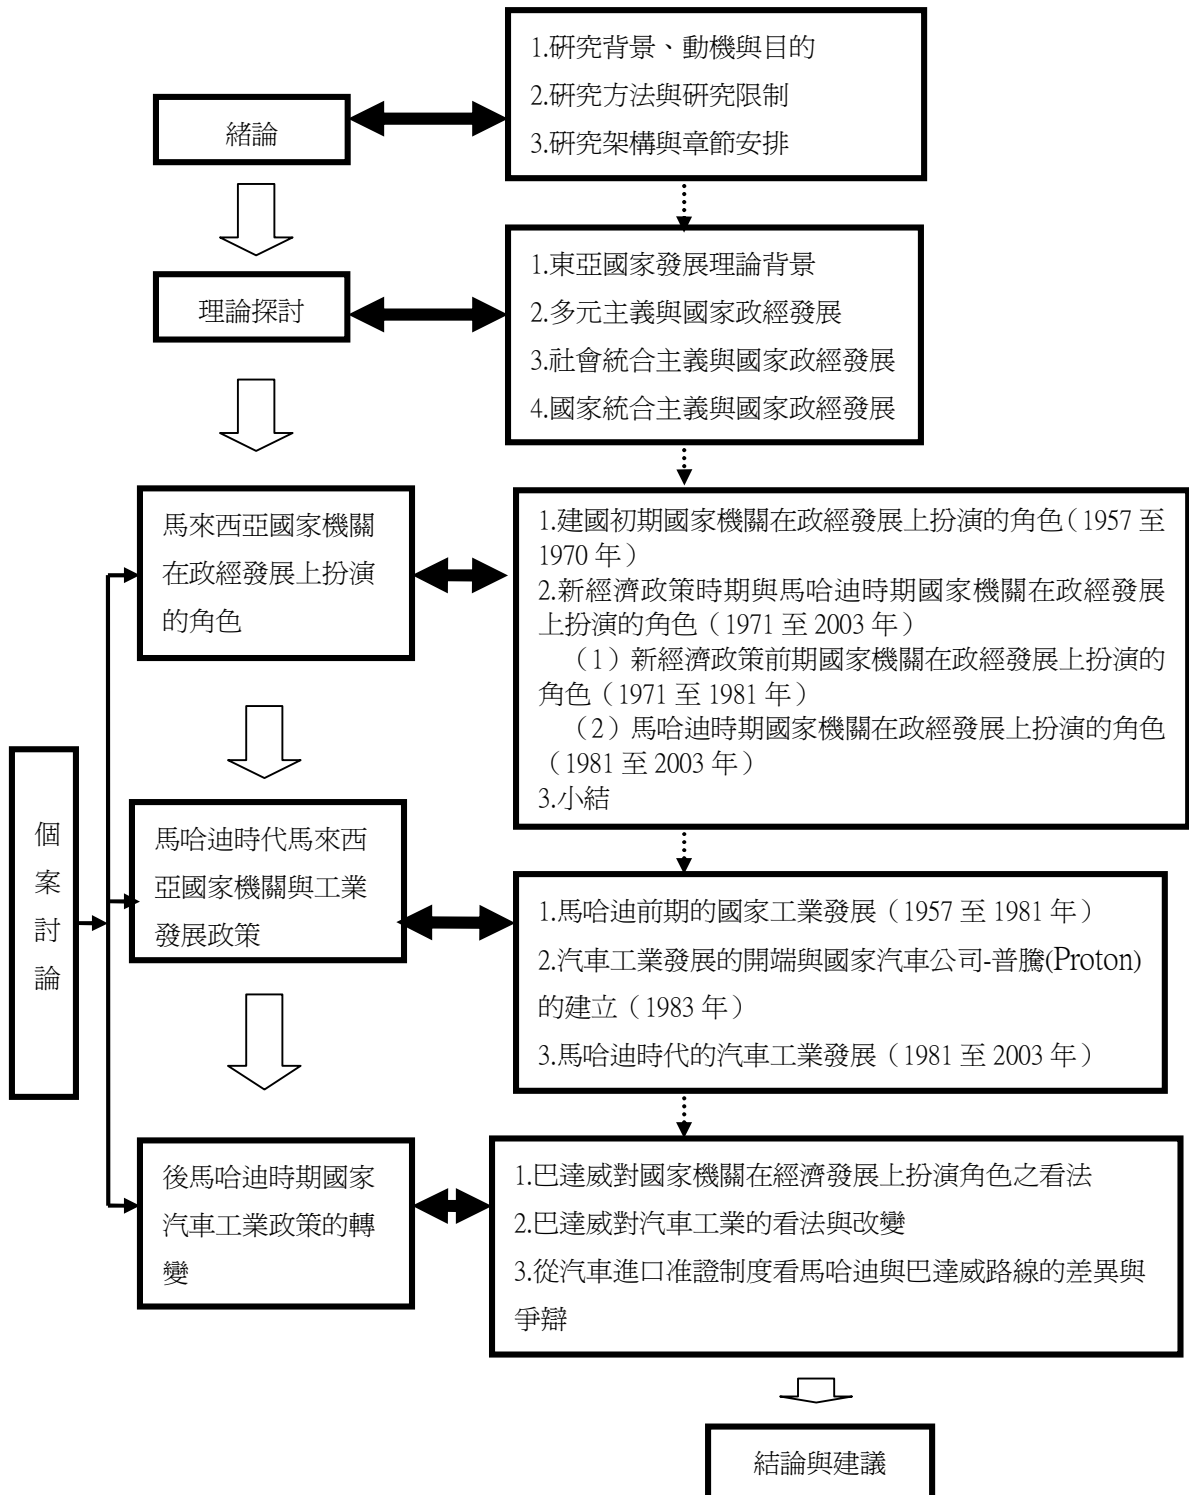 緒論
1.研究背景、動機與目的
2.研究方法與研究限制
3.研究架構與章節安排
理論探討
1.東亞國家發展理論背景
2.多元主義與國家政經發展
3.社會統合主義與國家政經發展
4.國家統合主義與國家政經發展
個
案
討
論
馬來西亞國家機關
在政經發展上扮演
的角色
1.建國初期國家機關在政經發展上扮演的角色（1957 至
1970 年）
2.新經濟政策時期與馬哈迪時期國家機關在政經發展
上扮演的角色（1971 至 2003 年）
（1）新經濟政策前期國家機關在政經發展上扮演的
角色（1971 至 1981 年）
（2）馬哈迪時期國家機關在政經發展上扮演的角色
（1981 至 2003 年）
3.小結
馬哈迪時代馬來西
亞國家機關與工業
發展政策
1.馬哈迪前期的國家工業發展（1957 至 1981 年）
2.汽車工業發展的開端與國家汽車公司-普騰(Proton)
的建立（1983 年）
3.馬哈迪時代的汽車工業發展（1981 至 2003 年）
後馬哈迪時期國家
汽車工業政策的轉
變
1.巴達威對國家機關在經濟發展上扮演角色之看法
2.巴達威對汽車工業的看法與改變
3.從汽車進口准證制度看馬哈迪與巴達威路線的差異與
爭辯
結論與建議